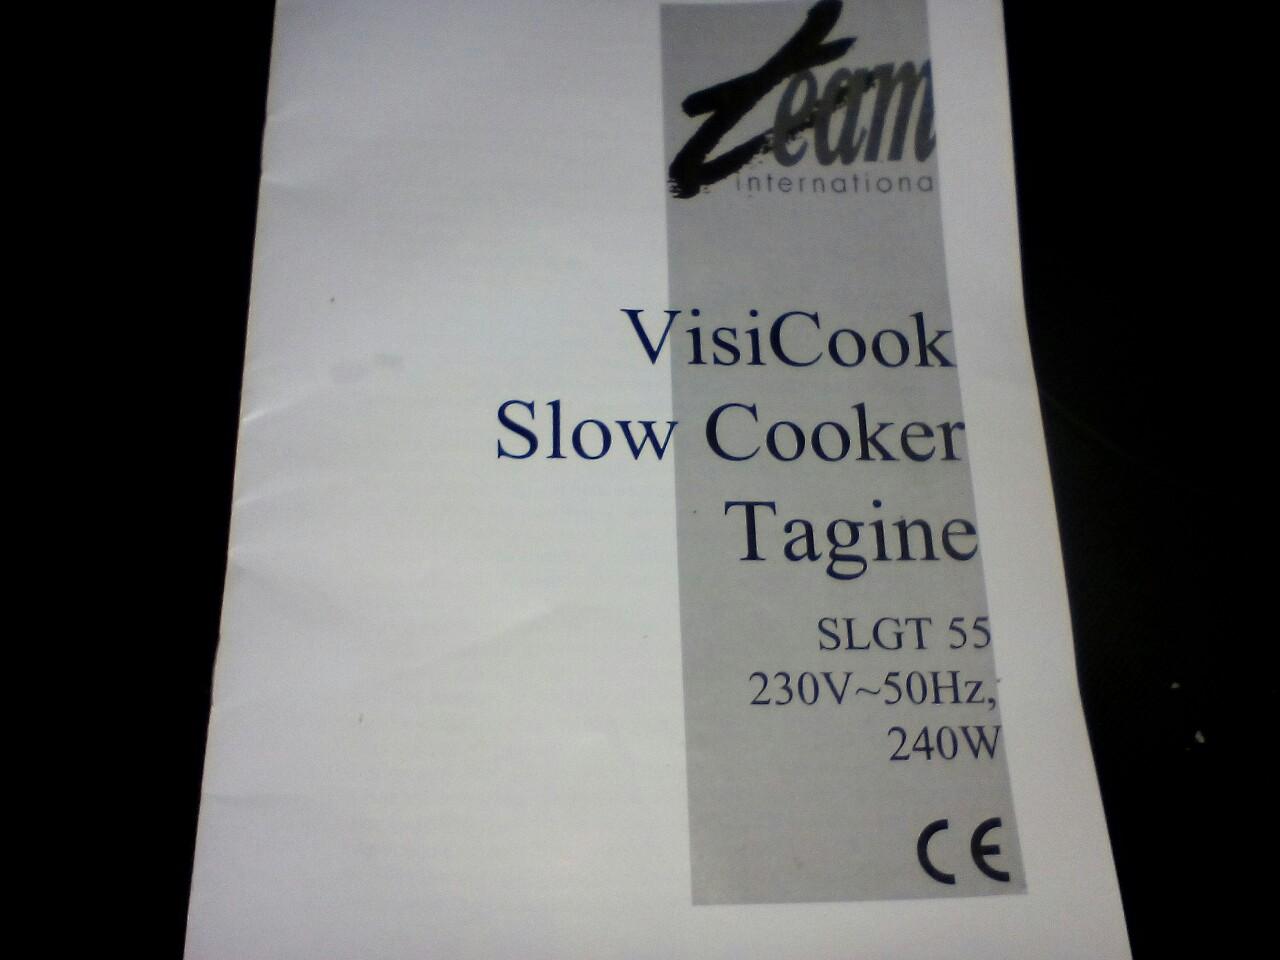 team
internationa
VisiCook
Slow Cooker
Tagine
SLGT 55
230V~50Hz,
240W
CE